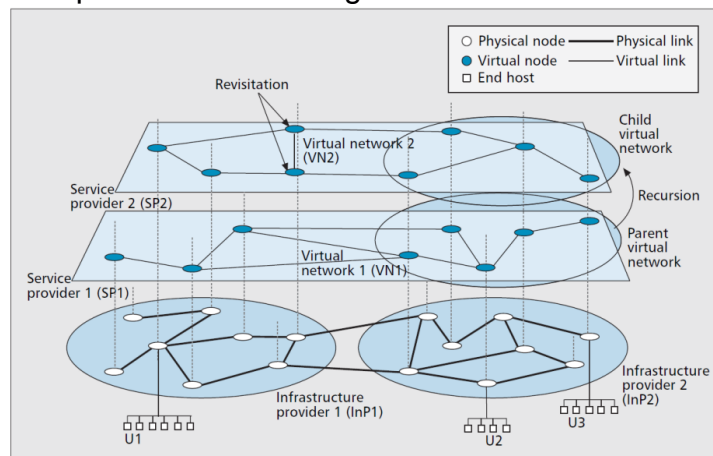 Physical node
Physical link
Virtual node
Virtual link
End host
Revisitation
Virtual network 2
(VN2)
Child
virtual
network
Service
provider 2 (SP2)
Recursion
Parent
virtual
network
Virtual
network 1 (VN1)
Service
provider 1 (SP1)
Infrastructure
provider 1 (InP1)
Infrastructure
provider 2
(InP2)
U1
U2
U3